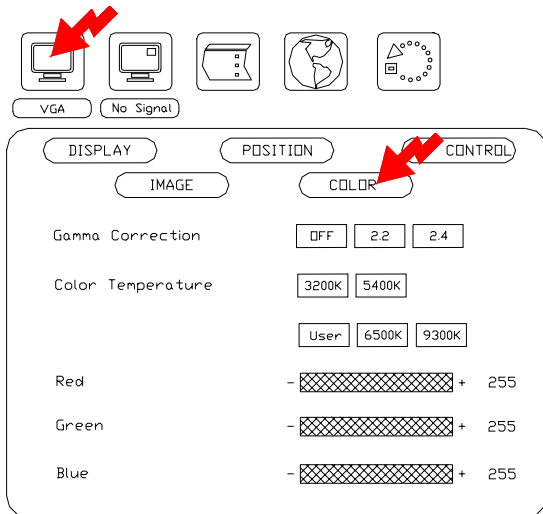 VGA No Signal
DISPLAY POSITION CONTROL
IMAGE COLOR
Gamma Correction OFF 2.2 2.4
Color Temperature 3200K 5400K
User 6500K 9300K
Red - + 255
Green - + 255
Blue - + 255